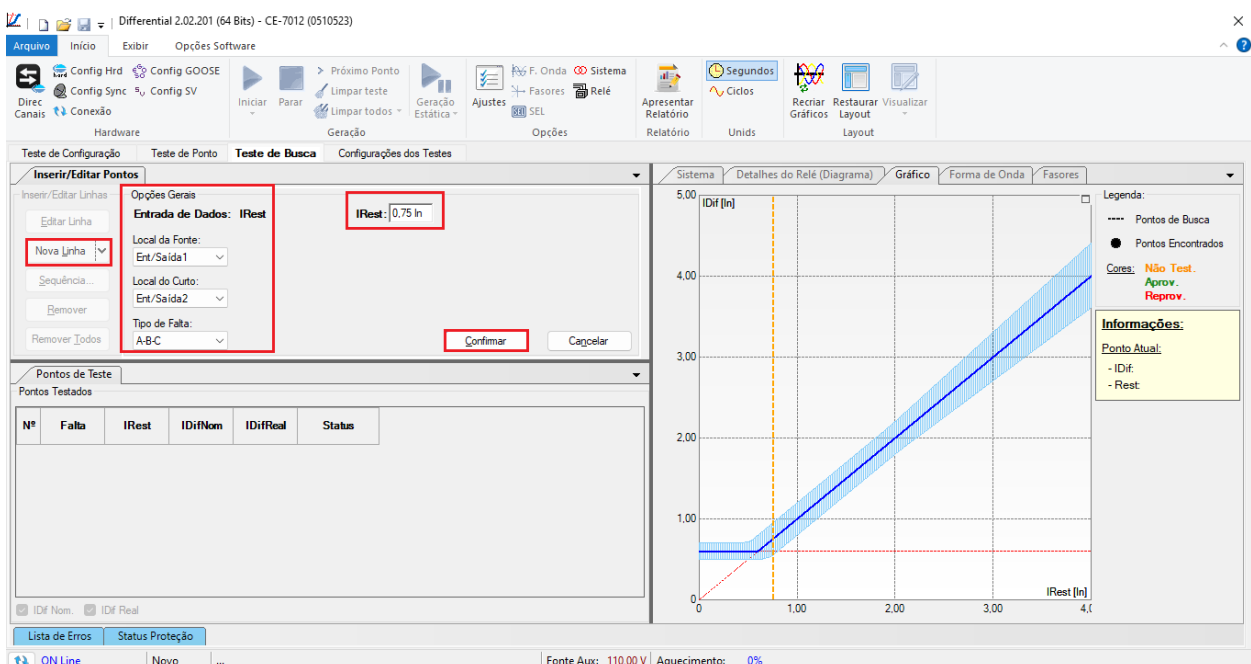 Differential 2.02.201 (64 Bits) - CE-7012 (0510523)
Arquivo Início Exibir Opções Software
Direc Canais
hard Config Hrd
Config Sync
Conexão
Config GOOSE
Config SV
Hardware
Iniciar
Parar
Próximo Ponto
Limpar teste
Limpar todos
Geração Estática
Geração
Ajustes
F. Onda
Fasores
SEL
Sistema
Relé
Opções
Apresentar Relatório
Relatório
Segundos
Ciclos
Unids
Recriar Gráficos
Restaurar Layout
Visualizar
Layout
Teste de Configuração Teste de Ponto Teste de Busca Configurações dos Testes
Inserir/Editar Pontos
Inserir/Editar Linhas
Editar Linha
Nova Linha
Sequência...
Remover
Remover Todos
Opções Gerais
Entrada de Dados: IRest
Local da Fonte:
Ent/Saída1
Local do Curto:
Ent/Saída2
Tipo de Falta:
A-B-C
IRest: 0,75 In
Confirmar
Cancelar
Pontos de Teste
Pontos Testados
Nº Falta IRest IDifNom IDifReal Status
IDif Nom. IDif Real
Sistema Detalhes do Relé (Diagrama) Gráfico Forma de Onda Fasores
IDif [In]
5,00
4,00
3,00
2,00
1,00
0
0 1,00 2,00 3,00 4,0
IRest [In]
Legenda:
Pontos de Busca
Pontos Encontrados
Cores: Não Test.
Aprov.
Reprov.
Informações:
Ponto Atual:
- IDif:
- Rest:
Lista de Erros Status Proteção
ON Line Novo ... Fonte Aux: 110,00 V Aquecimento: 0%